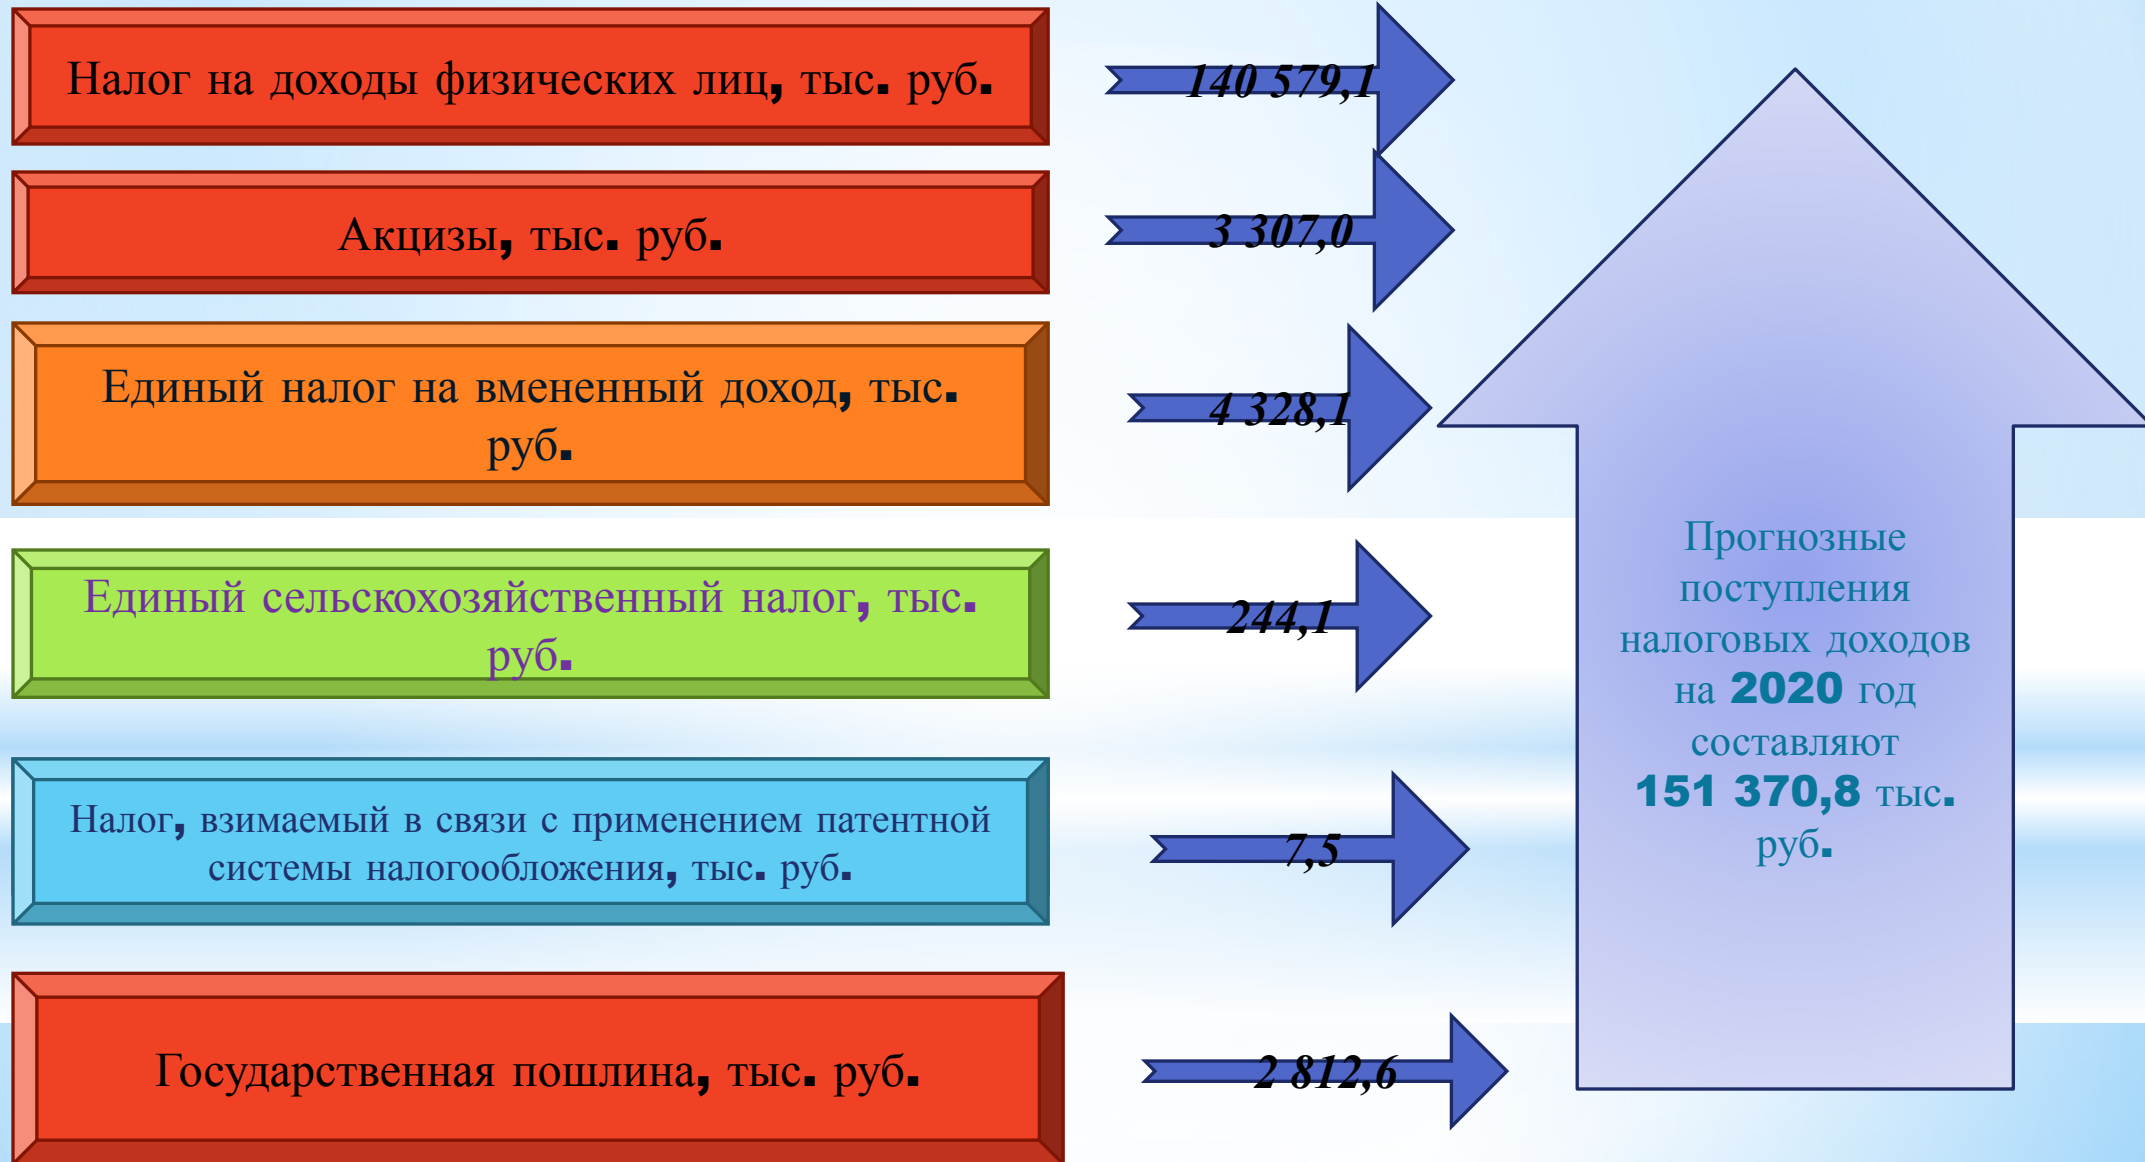 Налог на доходы физических лиц, тыс. руб.
140 579,1
Акцизы, тыс. руб.
3 307,0
Единый налог на вмененный доход, тыс.
руб.
4 328,1
Единый сельскохозяйственный налог, тыс.
руб.
244,1
Налог, взимаемый в связи с применением патентной
системы налогообложения, тыс. руб.
7,5
Государственная пошлина, тыс. руб.
2 812,6
Прогнозные
поступления
налоговых доходов
на 2020 год
составляют
151 370,8 тыс.
руб.